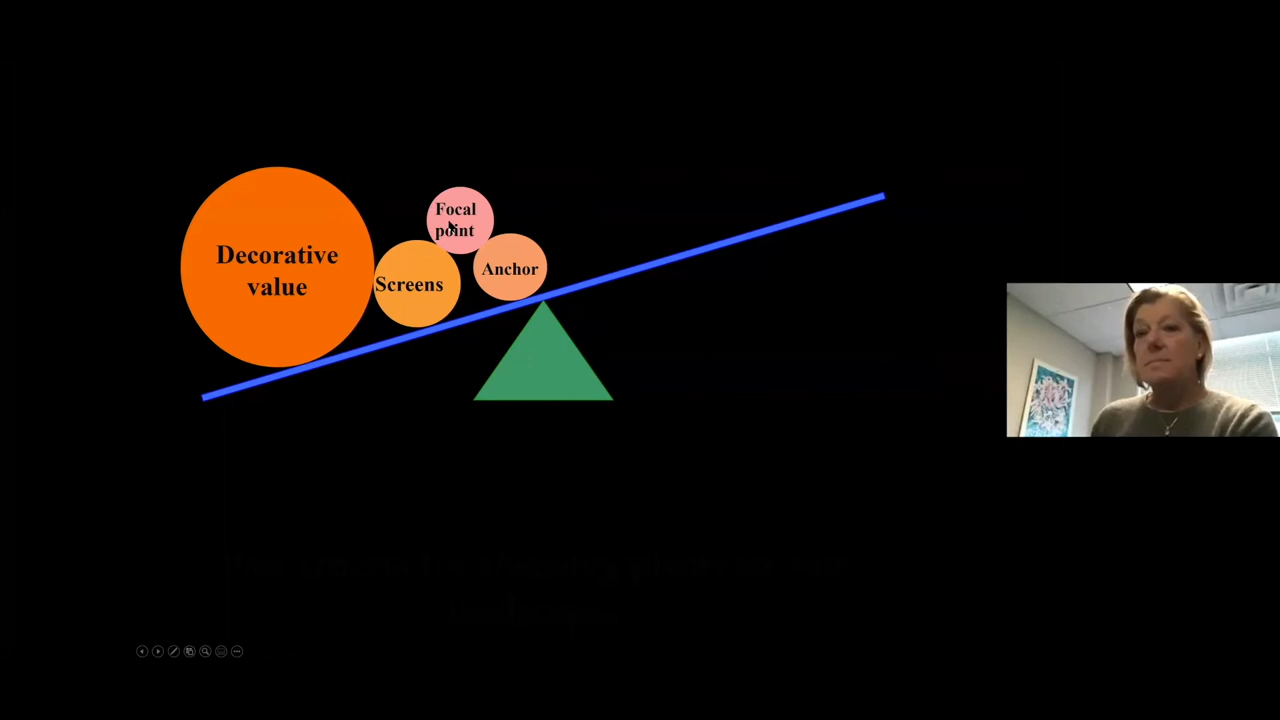 Decorative
value
Screens
Focal
point
Anchor